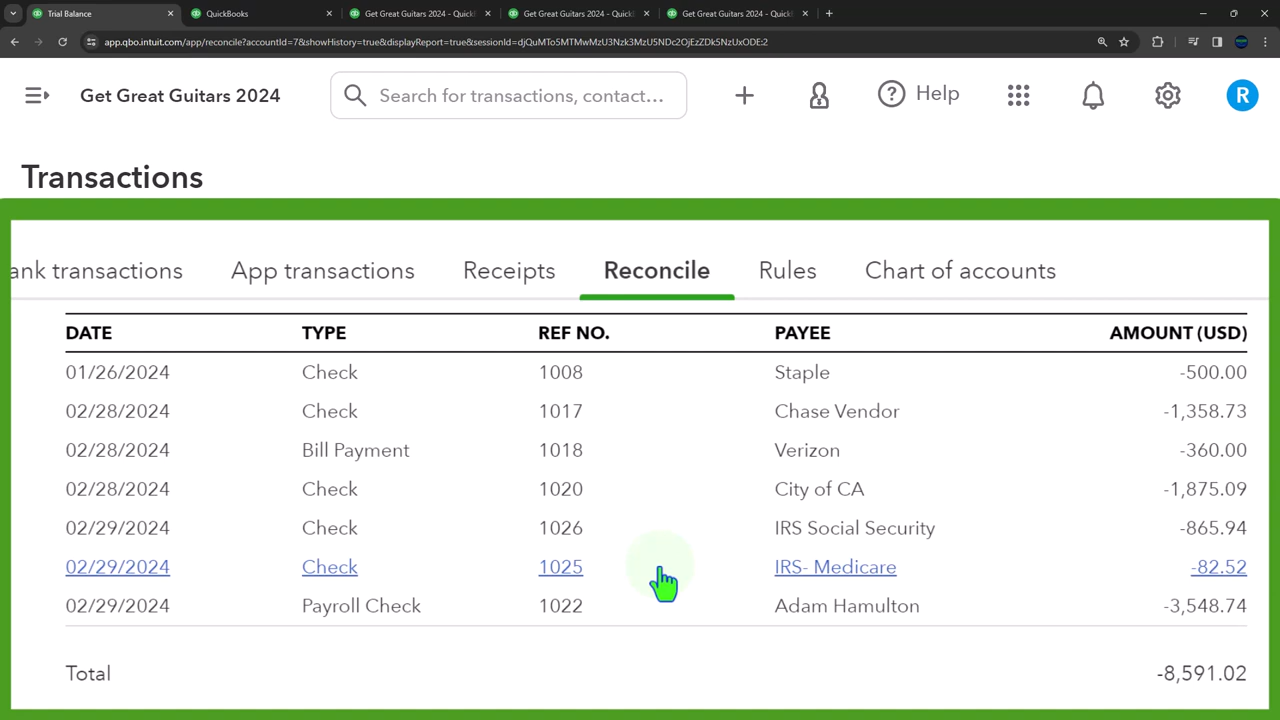 Trial Balance
QuickBooks
Get Great Guitars 2024 - QuickB
Get Great Guitars 2024 - QuickB
Get Great Guitars 2024 - QuickB
app.qbo.intuit.com/app/reconcile?accountId=7&showHistory=true&displayReport=true&sessionId=djQuMTo5MTMwMzU3Nzk3MzU5NDc2OjEzZDk5NzUxODE:2
Get Great Guitars 2024
Search for transactions, contact...
Help
R
Transactions
ank transactions App transactions Receipts Reconcile Rules Chart of accounts
DATE TYPE REF NO. PAYEE AMOUNT (USD)
01/26/2024 Check 1008 Staple -500.00
02/28/2024 Check 1017 Chase Vendor -1,358.73
02/28/2024 Bill Payment 1018 Verizon -360.00
02/28/2024 Check 1020 City of CA -1,875.09
02/29/2024 Check 1026 IRS Social Security -865.94
02/29/2024 Check 1025 IRS- Medicare -82.52
02/29/2024 Payroll Check 1022 Adam Hamulton -3,548.74
Total -8,591.02